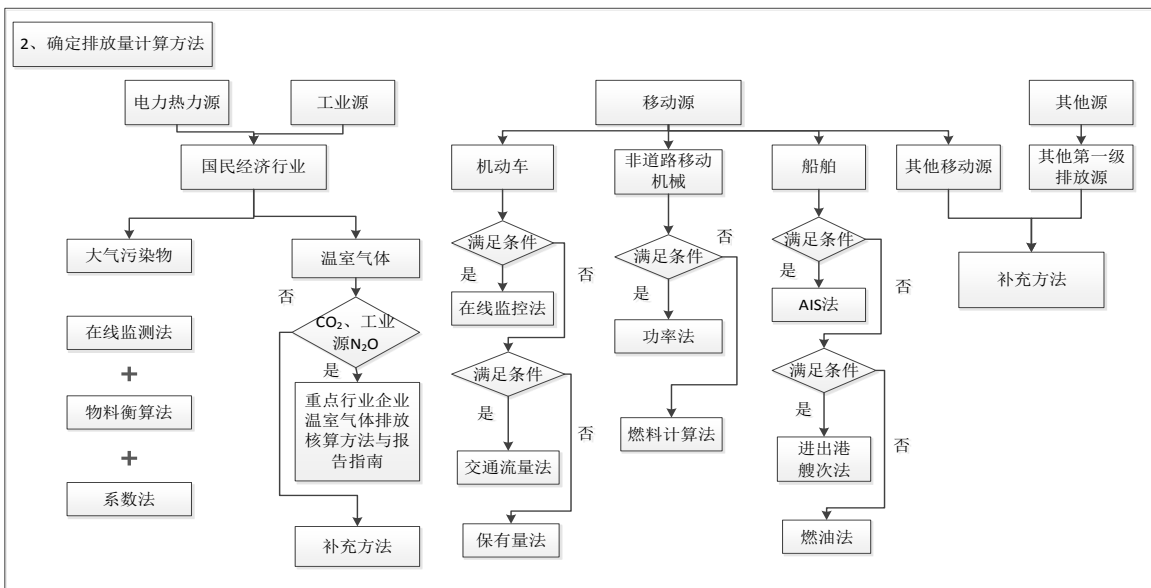 2、确定排放量计算方法
电力热力源
工业源
移动源
其他源
国民经济行业
机动车
非道路移动
机械
船舶
其他移动源
其他第一级
排放源
大气污染物
温室气体
满足条件
满足条件
满足条件
补充方法
否
是
否
是
否
是
否
在线监测法
+
物料衡算法
+
系数法
CO₂、工业
源N₂O
是
重点行业企业
温室气体排放
核算方法与报
告指南
补充方法
在线监控法
功率法
AIS法
满足条件
满足条件
是
否
是
否
交通流量法
燃料计算法
进出港
艘次法
保有量法
燃油法